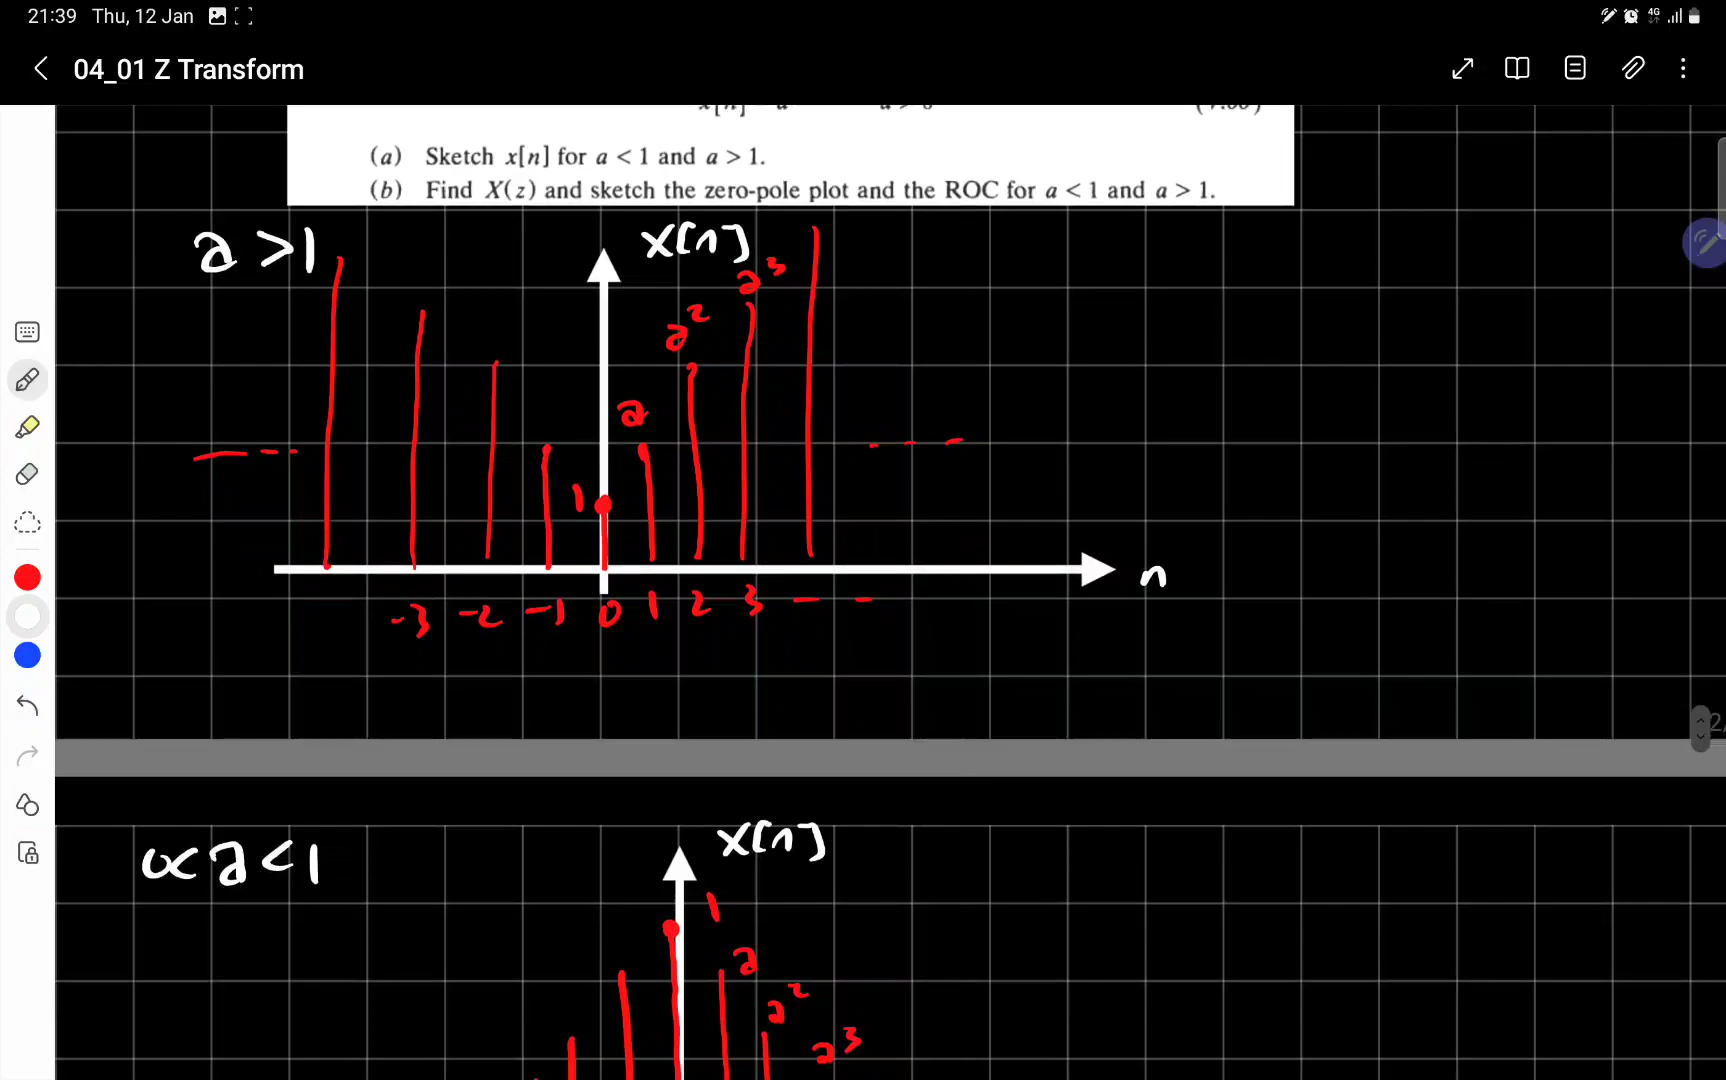 21:39 Thu, 12 Jan
4G
04_01 Z Transform
(a) Sketch x[n] for a < 1 and a > 1.
(b) Find X(z) and sketch the zero-pole plot and the ROC for a < 1 and a > 1.
a > 1
x[n]
a³
a²
a
1
n
-3 -2 -1 0 1 2 3 - -
0<a<1
x[n]
1
a
a²
a³